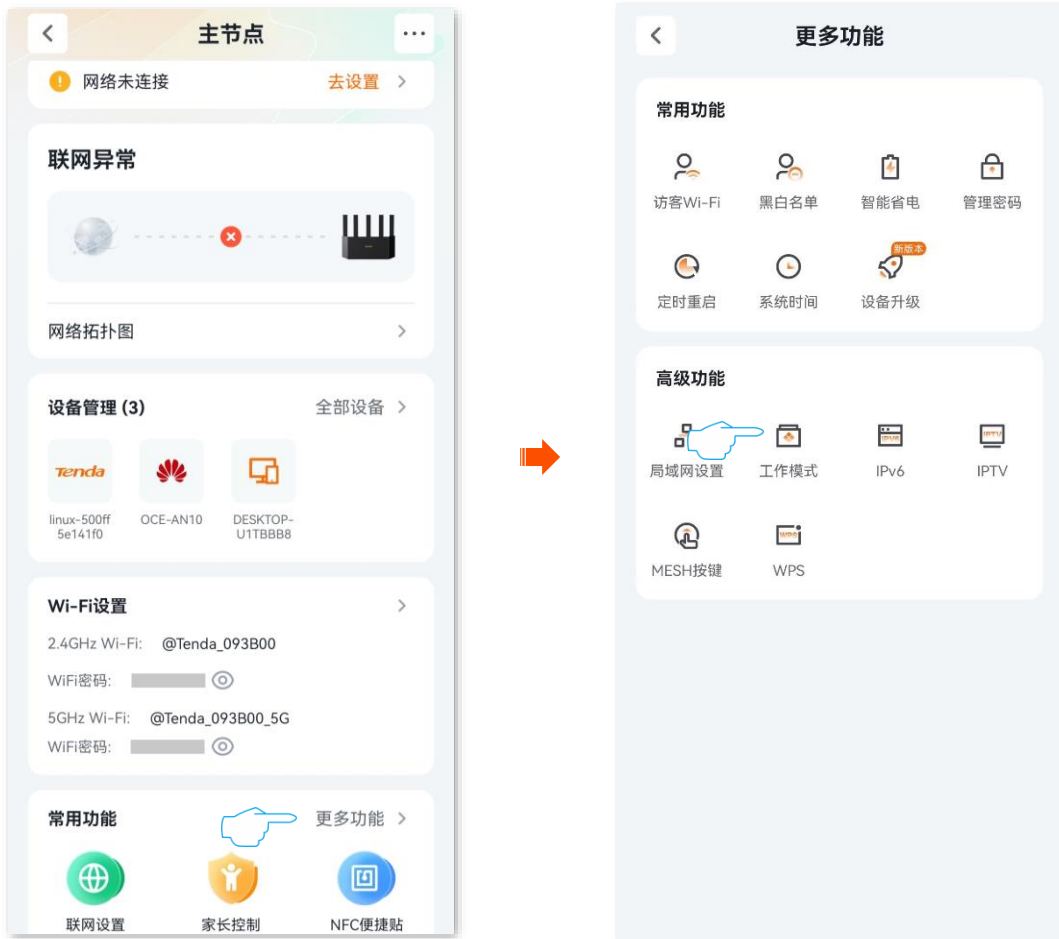 主节点
网络未连接
去设置
联网异常
网络拓扑图
设备管理 (3)
全部设备
Tenda
linux-500ff
5e141f0
OCE-AN10
DESKTOP-
U1TBBB8
Wi-Fi设置
2.4GHz Wi-Fi: @Tenda_093B00
WiFi密码:
5GHz Wi-Fi: @Tenda_093B00_5G
WiFi密码:
常用功能
更多功能
联网设置
家长控制
NFC便捷贴
更多功能
常用功能
访客Wi-Fi
黑白名单
智能省电
管理密码
新版本
定时重启
系统时间
设备升级
高级功能
IPV6
IPTV
局域网设置
工作模式
IPv6
IPTV
WPS
MESH按键
WPS